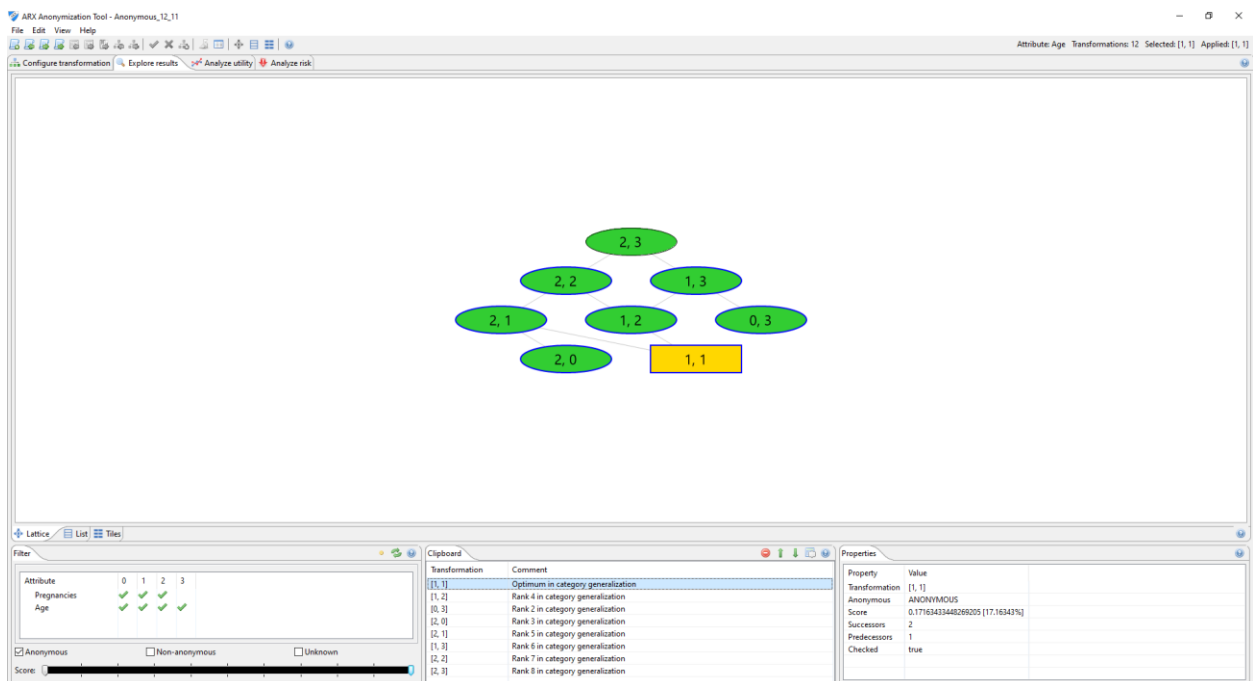 ARX Anonymization Tool - Anonymous_12_11
File Edit View Help
Attribute: Age Transformations: 12 Selected: [1, 1] Applied: [1, 1]
Configure transformation Explore results Analyze utility Analyze risk
2, 3
2, 2 1, 3
2, 1 1, 2 0, 3
2, 0 1, 1
Lattice List Tiles
Filter
Attribute 0 1 2 3
Pregnancies
Age
Anonymous Non-anonymous Unknown
Score:
Clipboard
Transformation Comment
[1, 1] Optimum in category generalization
[1, 2] Rank 4 in category generalization
[0, 3] Rank 2 in category generalization
[2, 0] Rank 3 in category generalization
[2, 1] Rank 5 in category generalization
[1, 3] Rank 6 in category generalization
[2, 2] Rank 7 in category generalization
[2, 3] Rank 8 in category generalization
Properties
Property Value
Transformation [1, 1]
Anonymous ANONYMOUS
Score 0.17163433448269205 [17.16343%]
Successors 2
Predecessors 1
Checked true